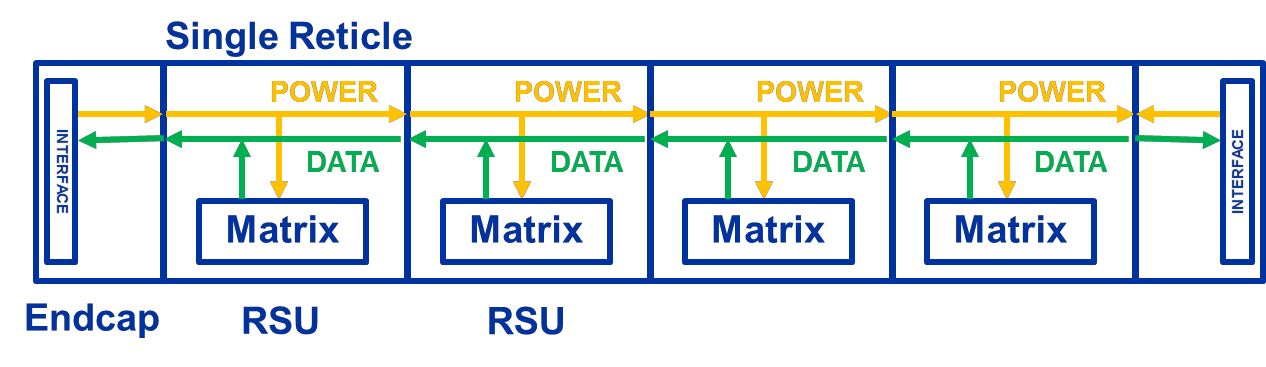 Single Reticle
POWER POWER POWER POWER
INTERFACE
DATA DATA DATA DATA
INTERFACE
Matrix Matrix Matrix Matrix
Endcap RSU RSU